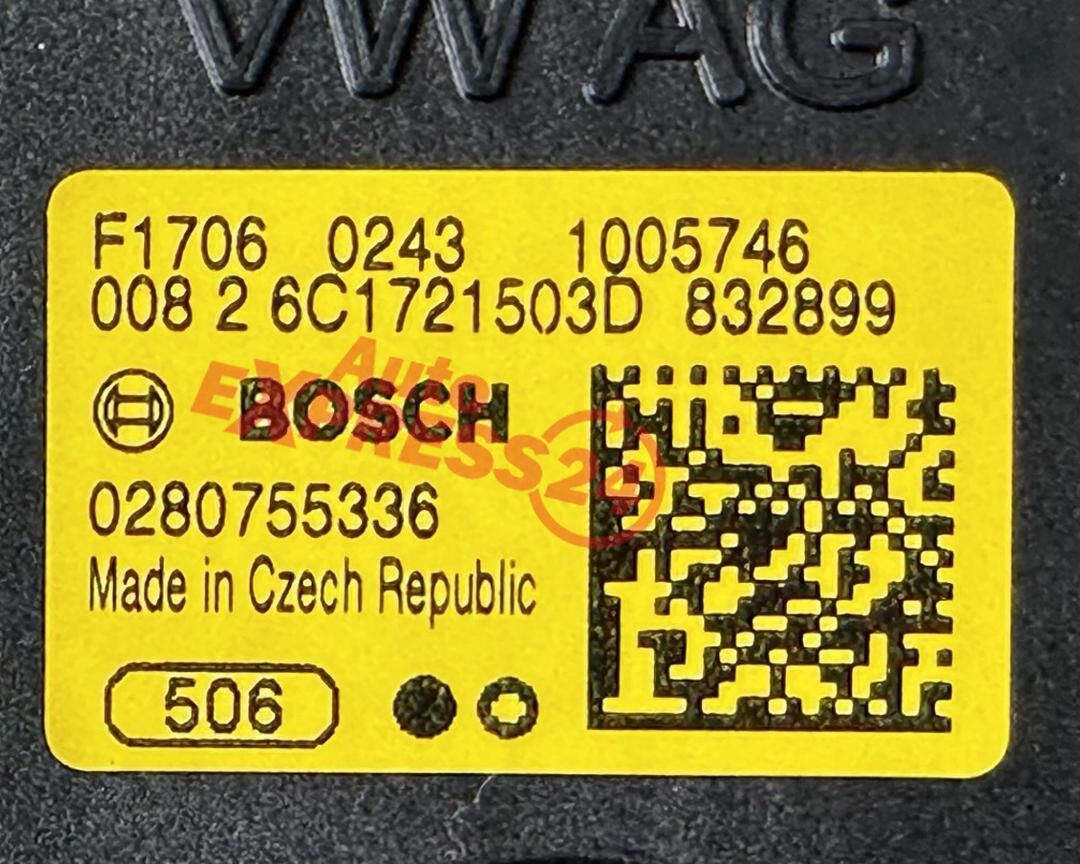 VW AG
F1706 0243 1005746
008 2 6C1721503D 832899
BOSCH
Auto
EXPRESS24
0280755336
Made in Czech Republic
506